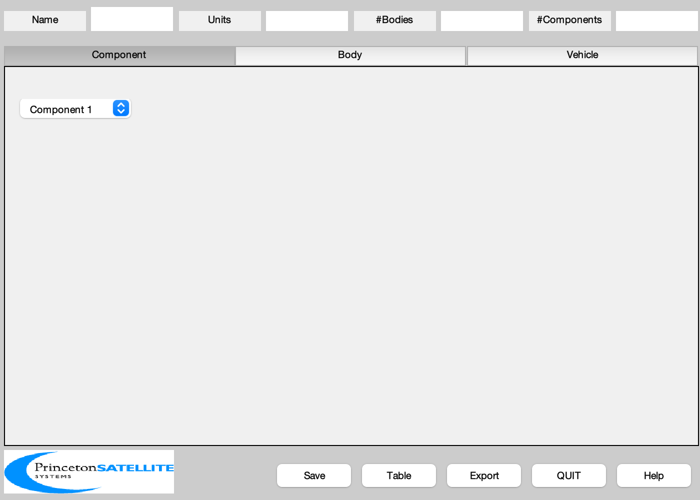 Name Units #Bodies #Components
Component Body Vehicle
Component 1
PrincetonSATELLITE
SYSTEMS
Save Table Export QUIT Help